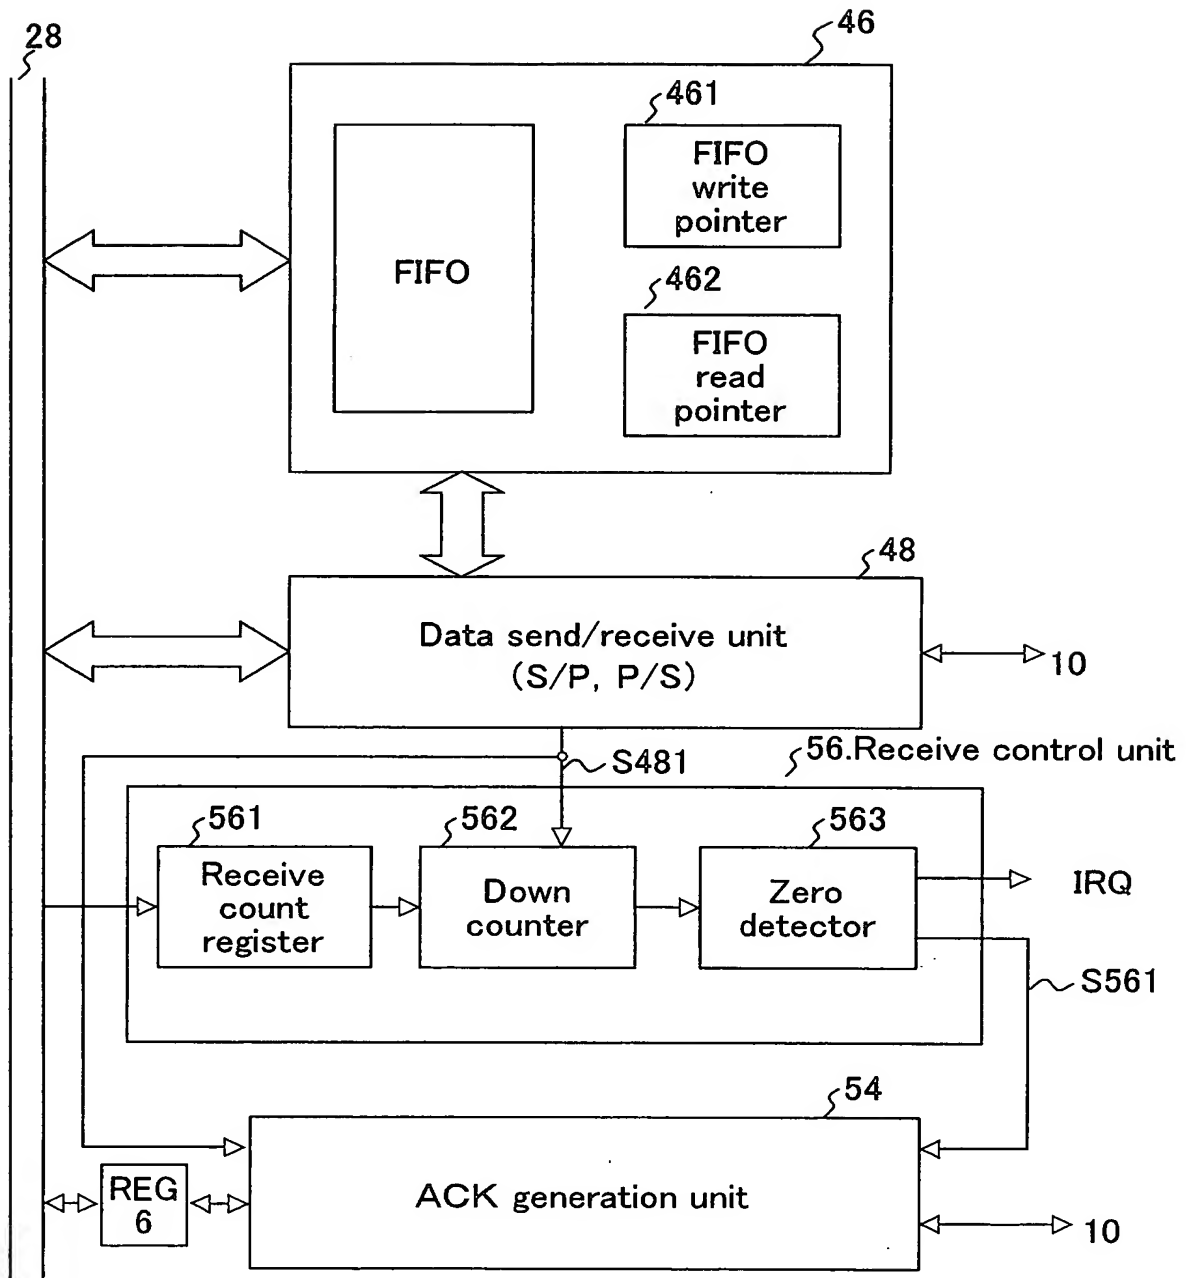 28
46
461
FIFO
write
pointer
FIFO
462
FIFO
read
pointer
48
Data send/receive unit
(S/P, P/S)
10
S481
56.Receive control unit
561
Receive
count
register
562
Down
counter
563
Zero
detector
IRQ
S561
54
REG
6
ACK generation unit
10